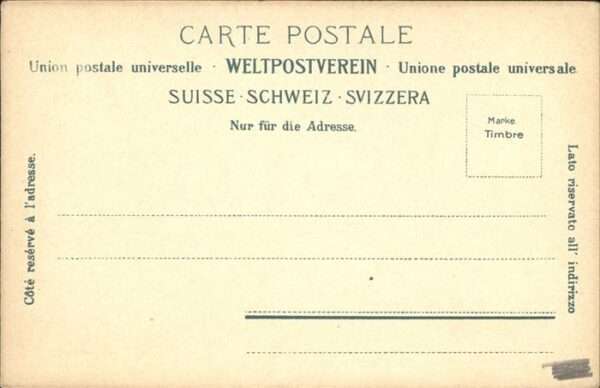 CARTE POSTALE
Union postale universelle · WELTPOSTVEREIN · Unione postale universale.
SUISSE · SCHWEIZ · SVIZZERA
Nur für die Adresse.
Marke
Timbre
Côté resérvé à l'adresse.
Lato riservato all' indirizzo